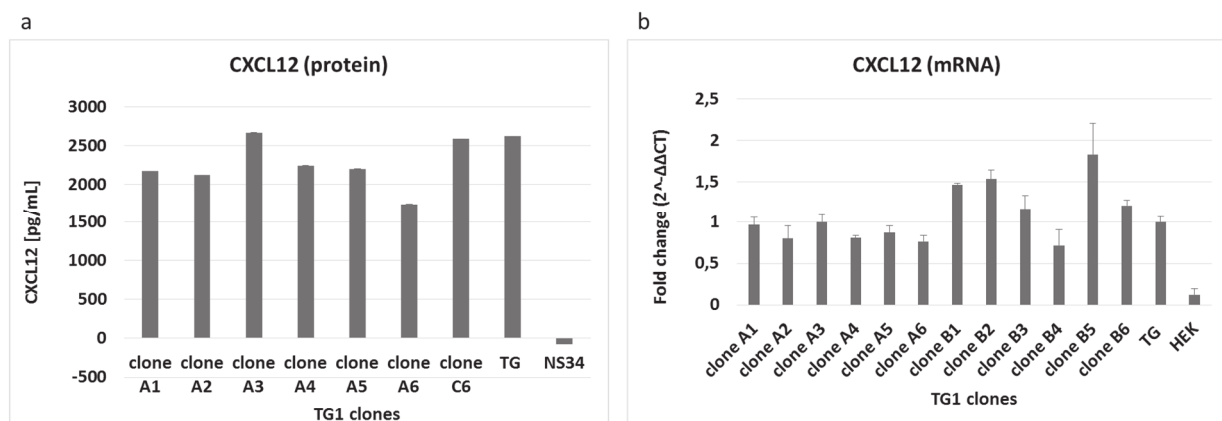 a
CXCL12 (protein)
CXCL12 [pg/mL]
3000
2500
2000
1500
1000
500
0
-500
clone A1
clone A2
clone A3
clone A4
clone A5
clone A6
clone C6
TG
NS34
TG1 clones
b
CXCL12 (mRNA)
Fold change (2^-ΔΔCT)
2,5
2
1,5
1
0,5
0
clone A1
clone A2
clone A3
clone A4
clone A5
clone A6
clone B1
clone B2
clone B3
clone B4
clone B5
clone B6
TG
HEK
TG1 clones